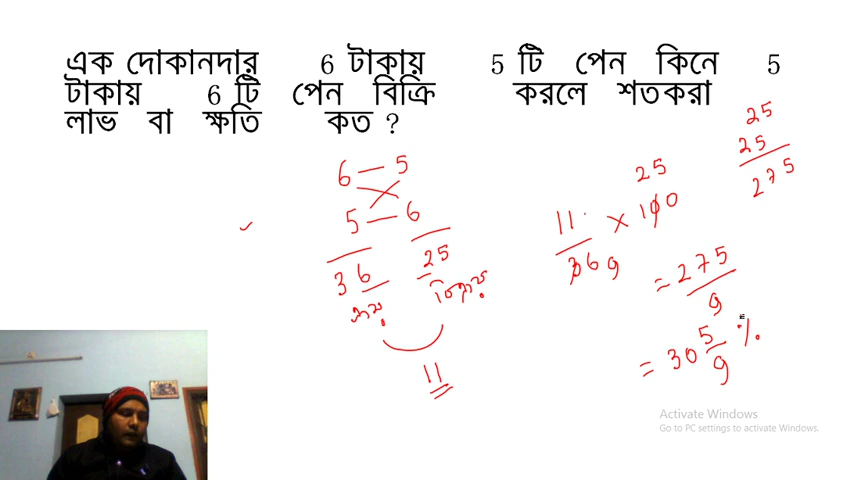 এক দোকানদার 6 টাকায় 5 টি পেন কিনে 5
টাকায় 6 টি পেন বিক্রি করলে শতকরা
লাভ বা ক্ষতি কত ?
6 — 5
5 — 6
36 25
ক্রয় বিক্রয়
11
11/36 9 × 100 25
= 275/9
= 30 5/9 %
25
25
275
Activate Windows
Go to PC settings to activate Windows.